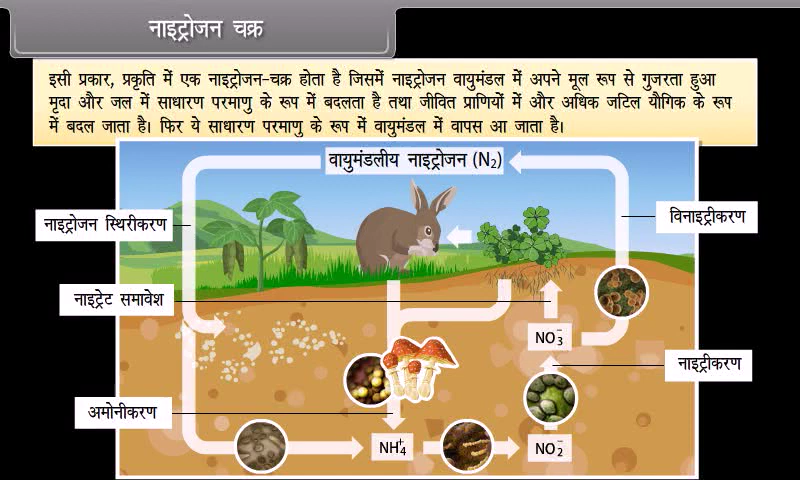 नाइट्रोजन चक्र
इसी प्रकार, प्रकृति में एक नाइट्रोजन-चक्र होता है जिसमें नाइट्रोजन वायुमंडल में अपने मूल रूप से गुजरता हुआ
मृदा और जल में साधारण परमाणु के रूप में बदलता है तथा जीवित प्राणियों में और अधिक जटिल यौगिक के रूप
में बदल जाता है। फिर ये साधारण परमाणु के रूप में वायुमंडल में वापस आ जाता है।
वायुमंडलीय नाइट्रोजन (N₂)
नाइट्रोजन स्थिरीकरण
विनाइट्रीकरण
नाइट्रेट समावेश
NO₃⁻
नाइट्रीकरण
अमोनीकरण
NH₄⁺
NO₂⁻